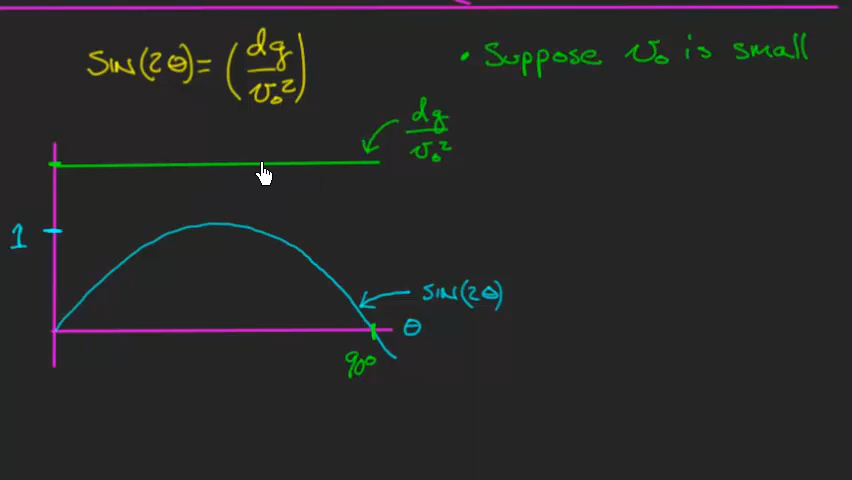 SIN(2θ) = (dg/v₀²)
• Suppose v₀ is small
dg/v₀²
1
SIN(2θ)
θ
90°